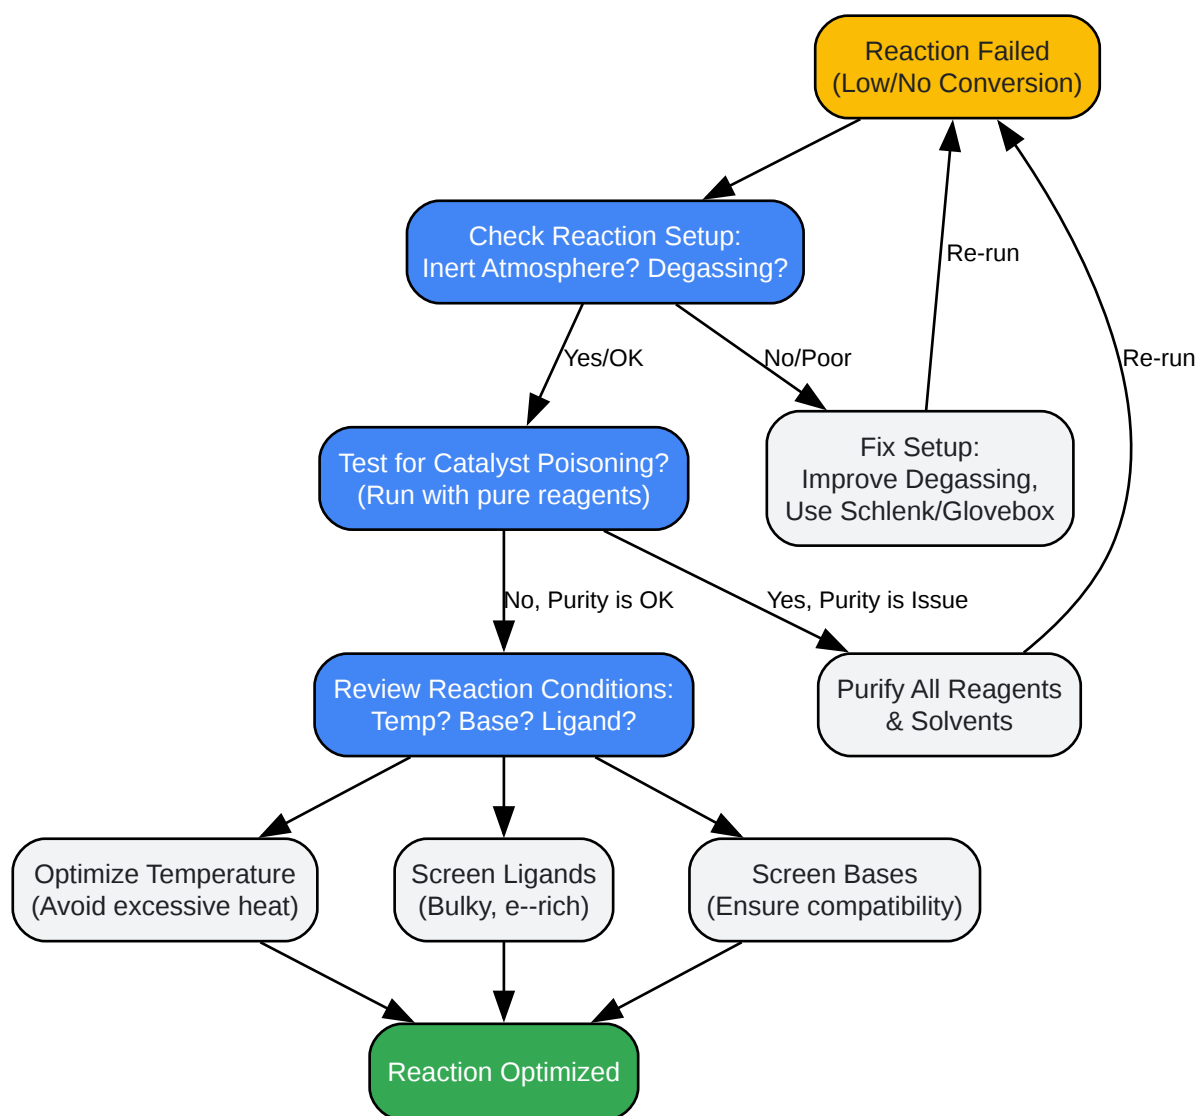 Reaction Failed
(Low/No Conversion)
Check Reaction Setup:
Inert Atmosphere? Degassing?
Re-run
Yes/OK
No/Poor
Re-run
Test for Catalyst Poisoning?
(Run with pure reagents)
Fix Setup:
Improve Degassing,
Use Schlenk/Glovebox
No, Purity is OK
Yes, Purity is Issue
Review Reaction Conditions:
Temp? Base? Ligand?
Purify All Reagents
& Solvents
Optimize Temperature
(Avoid excessive heat)
Screen Ligands
(Bulky, e--rich)
Screen Bases
(Ensure compatibility)
Reaction Optimized